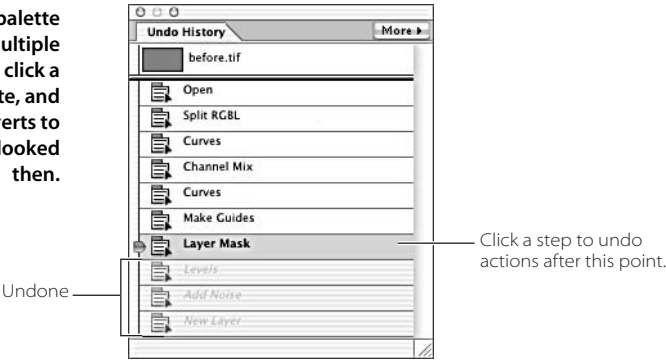 palette
ultiple
click a
te, and
verts to
looked
then.
Undo History
More
before.tif
Open
Split RGBL
Curves
Channel Mix
Curves
Make Guides
Layer Mask
Levels
Add Noise
New Layer
Click a step to undo
actions after this point.
Undone